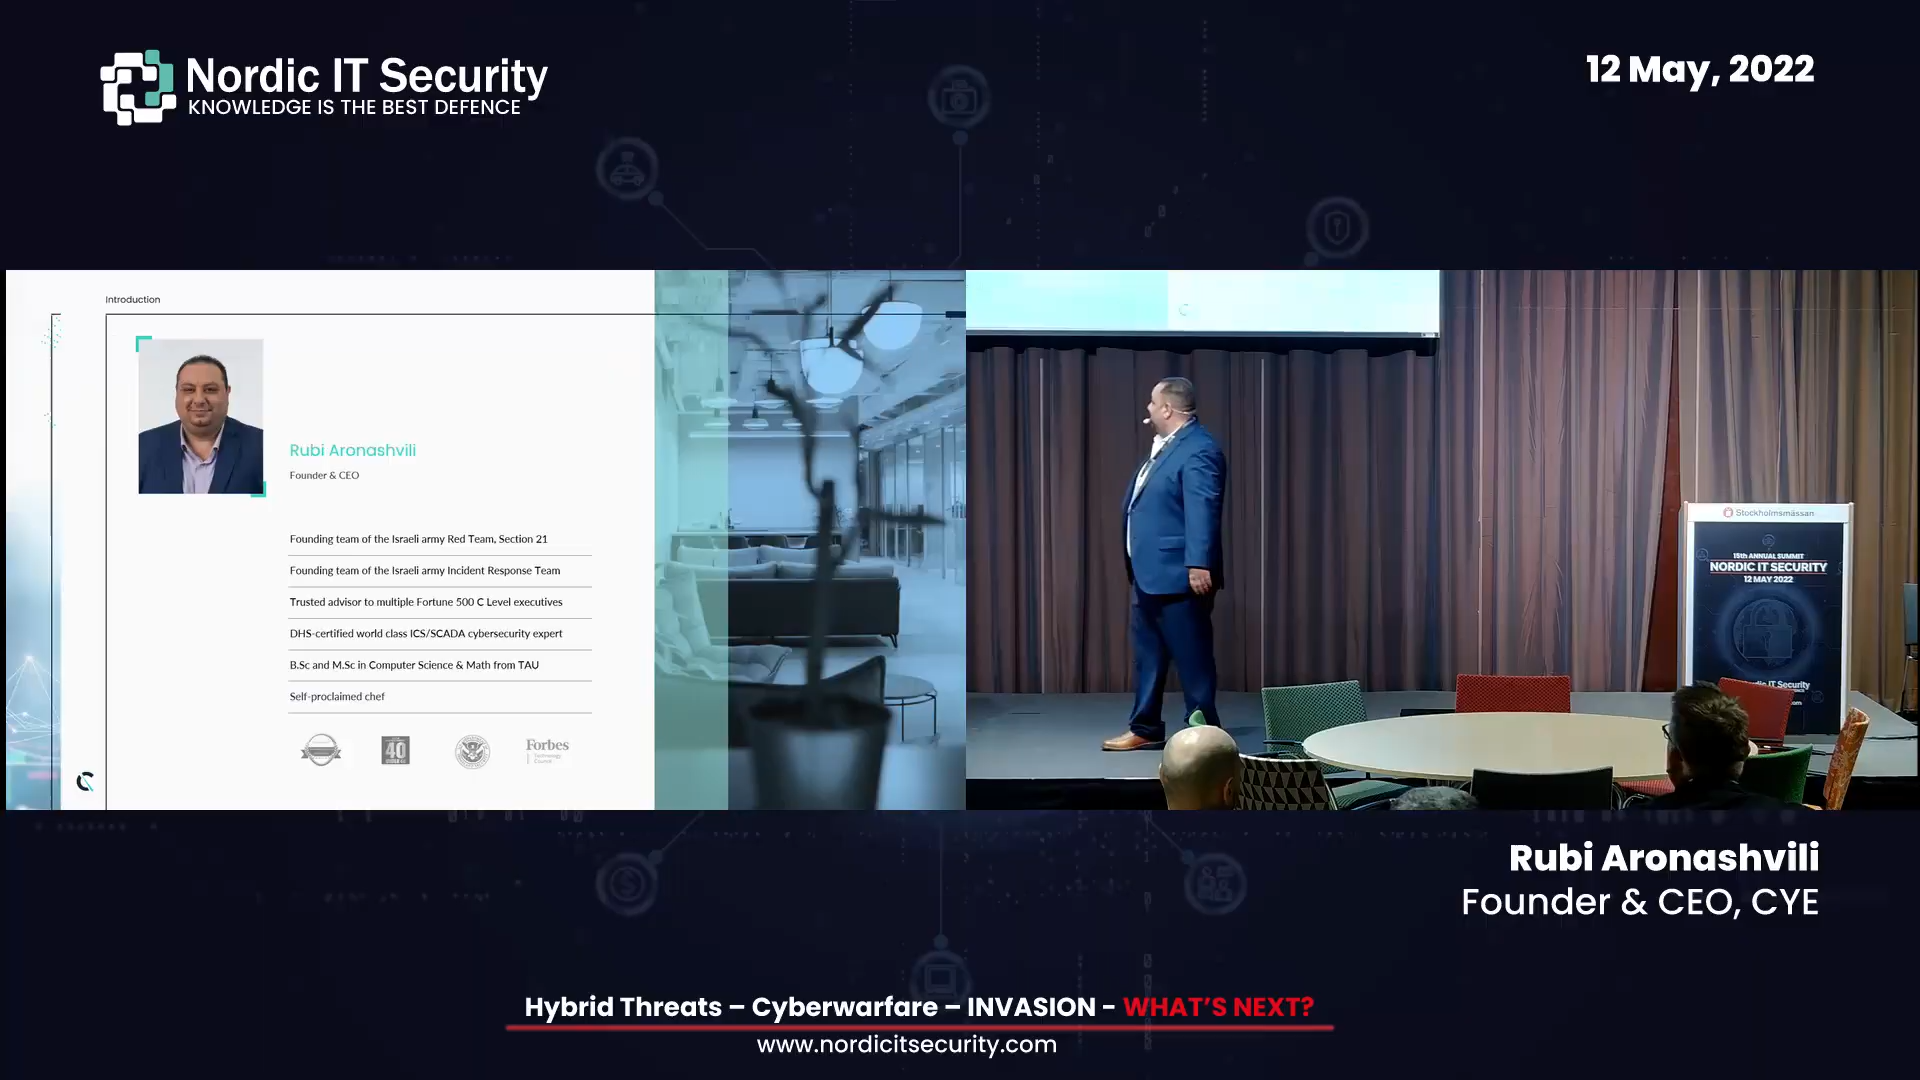 Nordic IT Security
KNOWLEDGE IS THE BEST DEFENCE
12 May, 2022
Introduction
Rubi Aronashvili
Founder & CEO
Founding team of the Israeli army Red Team, Section 21
Founding team of the Israeli army Incident Response Team
Trusted advisor to multiple Fortune 500 C Level executives
DHS-certified world class ICS/SCADA cybersecurity expert
B.Sc and M.Sc in Computer Science & Math from TAU
Self-proclaimed chef
40
Forbes
Technology
Council
Stockholmsmässan
15th ANNUAL SUMMIT
NORDIC IT SECURITY
12 MAY 2022
IT Security
Rubi Aronashvili
Founder & CEO, CYE
Hybrid Threats – Cyberwarfare – INVASION - WHAT'S NEXT?
www.nordicitsecurity.com